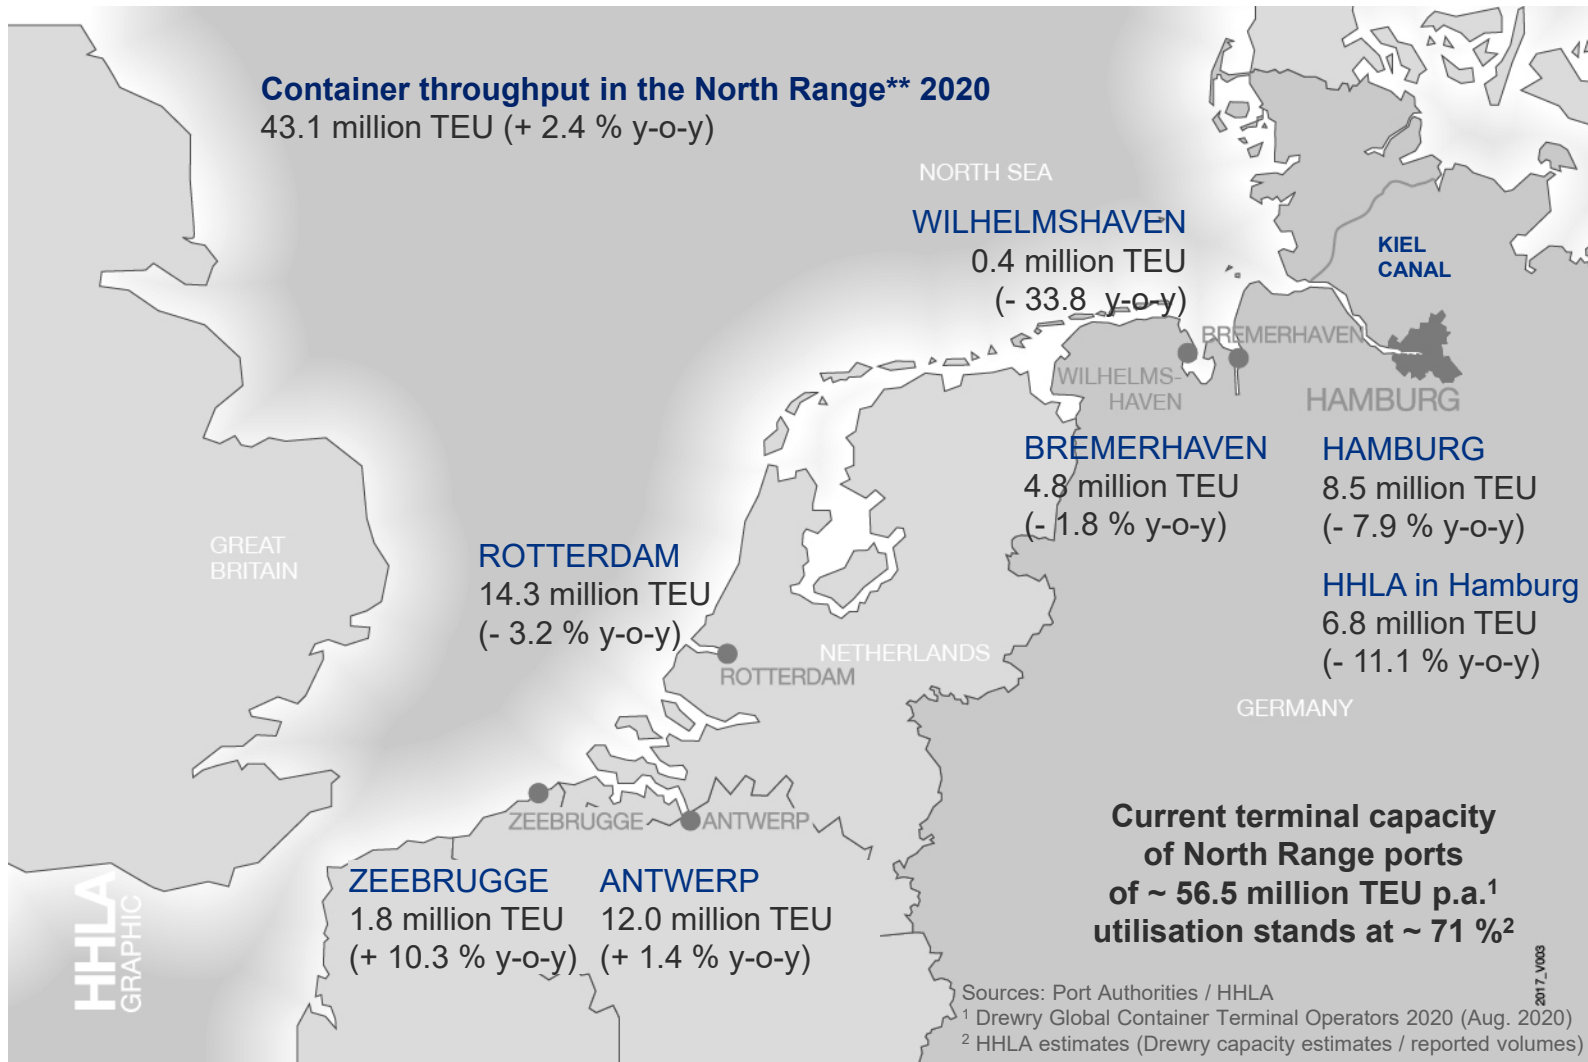 Container throughput in the North Range** 2020
43.1 million TEU (+ 2.4 % y-o-y)
NORTH SEA
WILHELMSHAVEN
0.4 million TEU
(- 33.8 y-o-y)
KIEL
CANAL
BREMERHAVEN
WILHELMS-
HAVEN
HAMBURG
BREMERHAVEN
4.8 million TEU
(- 1.8 % y-o-y)
HAMBURG
8.5 million TEU
(- 7.9 % y-o-y)
HHLA in Hamburg
6.8 million TEU
(- 11.1 % y-o-y)
GREAT
BRITAIN
ROTTERDAM
14.3 million TEU
(- 3.2 % y-o-y)
NETHERLANDS
ROTTERDAM
GERMANY
ZEEBRUGGE
ANTWERP
ZEEBRUGGE
1.8 million TEU
(+ 10.3 % y-o-y)
ANTWERP
12.0 million TEU
(+ 1.4 % y-o-y)
Current terminal capacity
of North Range ports
of ~ 56.5 million TEU p.a.¹
utilisation stands at ~ 71 %²
HHLA
GRAPHIC
2017_V003
Sources: Port Authorities / HHLA
¹ Drewry Global Container Terminal Operators 2020 (Aug. 2020)
² HHLA estimates (Drewry capacity estimates / reported volumes)